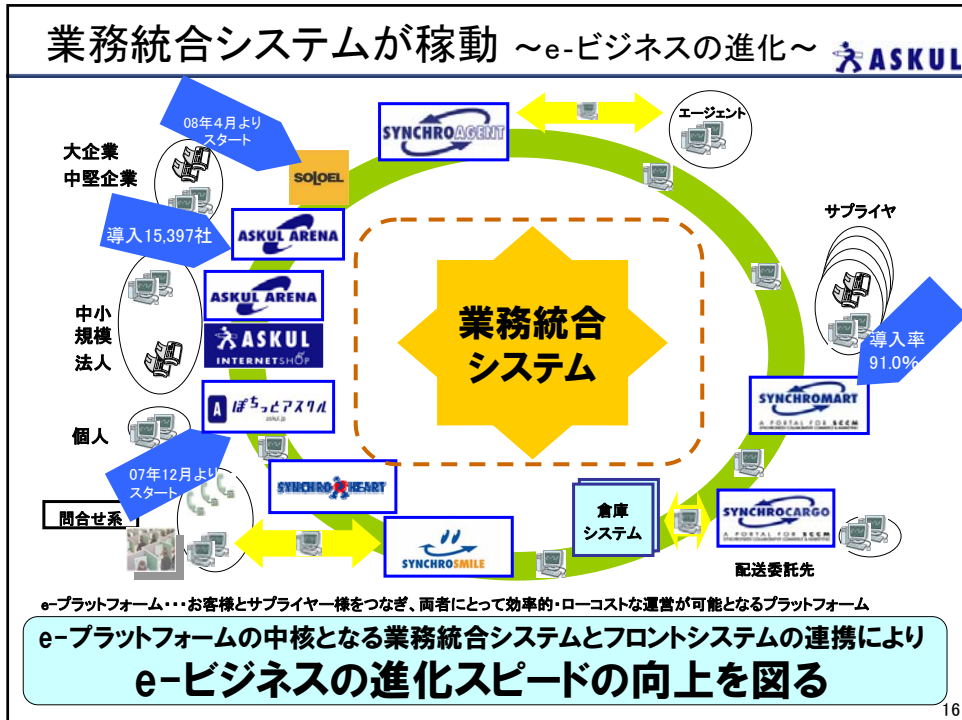 業務統合システムが稼動 ~e-ビジネスの進化~
ASKUL
08年4月より
スタート
SYNCHROAGENT
エージェント
大企業
中堅企業
SOLOEL
サプライヤ
導入15,397社
ASKUL ARENA
ASKUL ARENA
中小
規模
法人
ASKUL
INTERNETSHOP
業務統合
システム
導入率
91.0%
SYNCHROMART
A PORTAL FOR SCCM
個人
A ぽちっとアスクル
askul.jp
07年12月より
スタート
SYNCHRO HEART
問合せ系
倉庫
システム
SYNCHROCARGO
A PORTAL FOR SCCM
SYNCHROSMILE
配送委託先
e-プラットフォーム・・・お客様とサプライヤー様をつなぎ、両者にとって効率的・ローコストな運営が可能となるプラットフォーム
e-プラットフォームの中核となる業務統合システムとフロントシステムの連携により
e-ビジネスの進化スピードの向上を図る
16